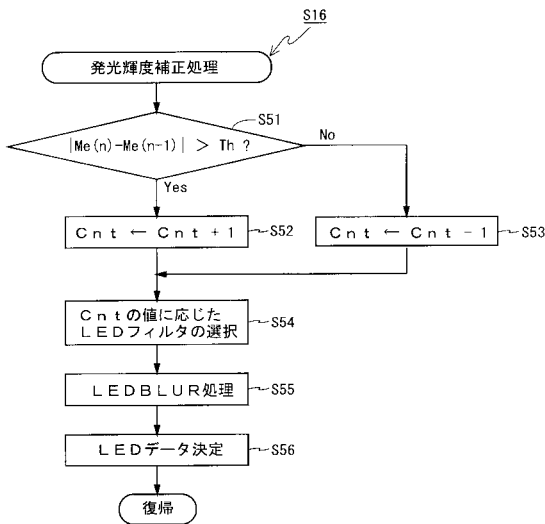 S16
発光輝度補正処理
S51
|Me(n)-Me(n-1)| > Th ?
No
Yes
Cnt ← Cnt + 1
S52
Cnt ← Cnt - 1
S53
Cntの値に応じた
LEDフィルタの選択
S54
LEDBLUR処理
S55
LEDデータ決定
S56
復帰